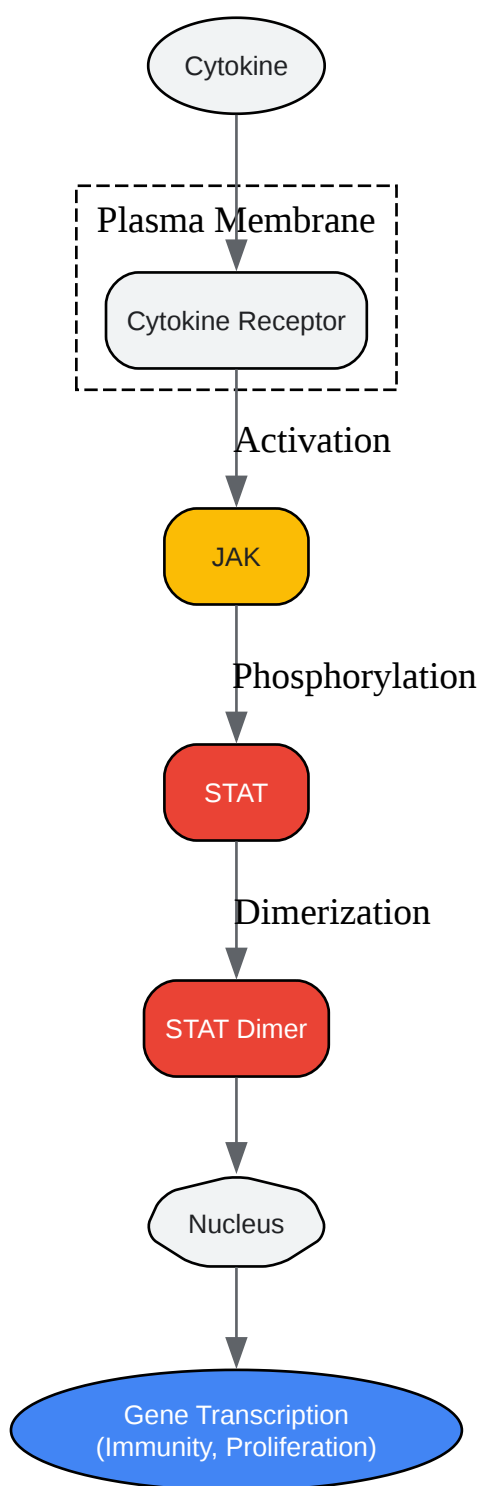 Cytokine
Plasma Membrane
Cytokine Receptor
Activation
JAK
Phosphorylation
STAT
Dimerization
STAT Dimer
Nucleus
Gene Transcription
(Immunity, Proliferation)